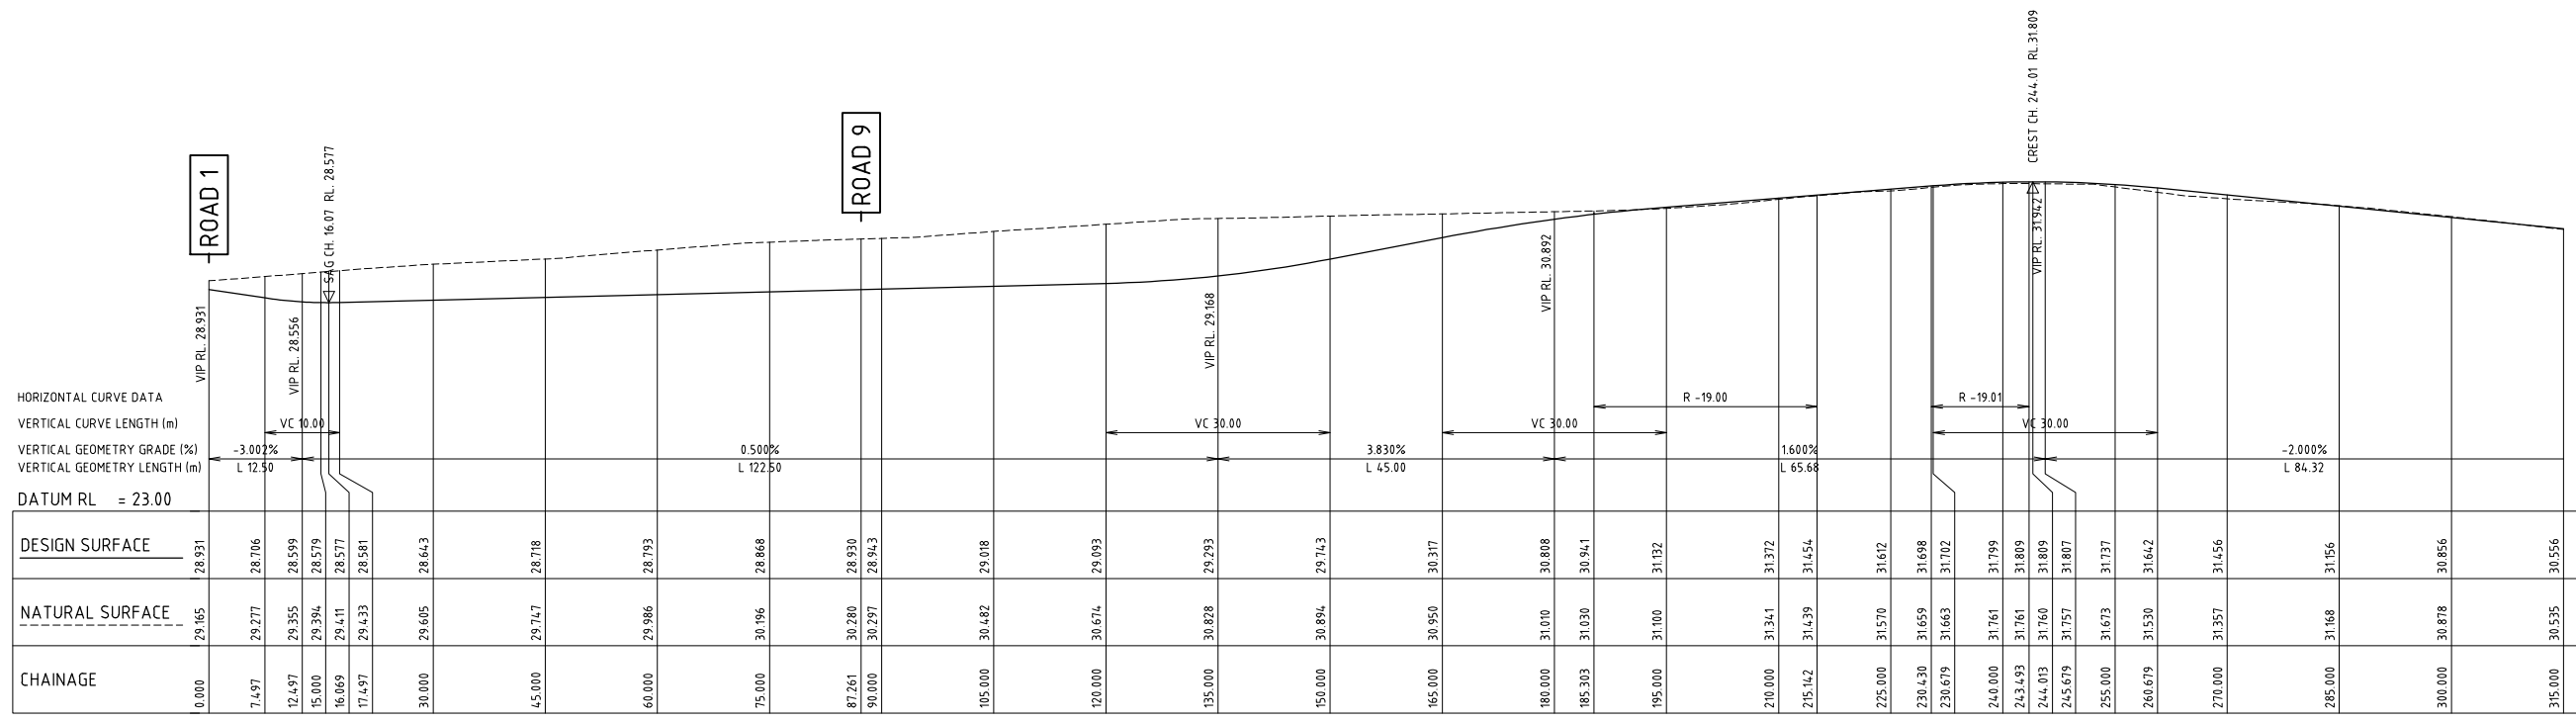 CREST CH. 244.01 RL.31.809
ROAD 9
ROAD 1
SAG CH. 16.07 RL. 28.577
VIP RL. 31.942
VIP RL. 30.892
VIP RL. 29.168
VIP RL. 28.931
VIP RL. 28.556
HORIZONTAL CURVE DATA R -19.00 R -19.01
VERTICAL CURVE LENGTH (m) VC 10.00 VC 30.00 VC 30.00 VC 30.00
VERTICAL GEOMETRY GRADE (%) -3.002% 0.500% 3.830% 1.600% -2.000%
VERTICAL GEOMETRY LENGTH (m) L 12.50 L 122.50 L 45.00 L 65.68 L 84.32
DATUM RL = 23.00
DESIGN SURFACE 28.931 28.706 28.599 28.579 28.577 28.581 28.643 28.718 28.793 28.868 28.930 28.943 29.018 29.093 29.293 29.743 30.317 30.808 30.941 31.132 31.372 31.454 31.612 31.698 31.702 31.799 31.809 31.809 31.807 31.737 31.642 31.456 31.156 30.856 30.556
NATURAL SURFACE 29.165 29.277 29.355 29.394 29.411 29.433 29.605 29.747 29.986 30.196 30.280 30.297 30.482 30.674 30.828 30.894 30.950 31.010 31.030 31.100 31.341 31.439 31.570 31.659 31.663 31.761 31.761 31.760 31.757 31.673 31.530 31.357 31.168 30.878 30.535
CHAINAGE 0.000 7.497 12.497 15.000 16.069 17.497 30.000 45.000 60.000 75.000 87.261 90.000 105.000 120.000 135.000 150.000 165.000 180.000 185.303 195.000 210.000 215.142 225.000 230.430 230.679 240.000 243.493 244.013 245.679 255.000 260.679 270.000 285.000 300.000 315.000